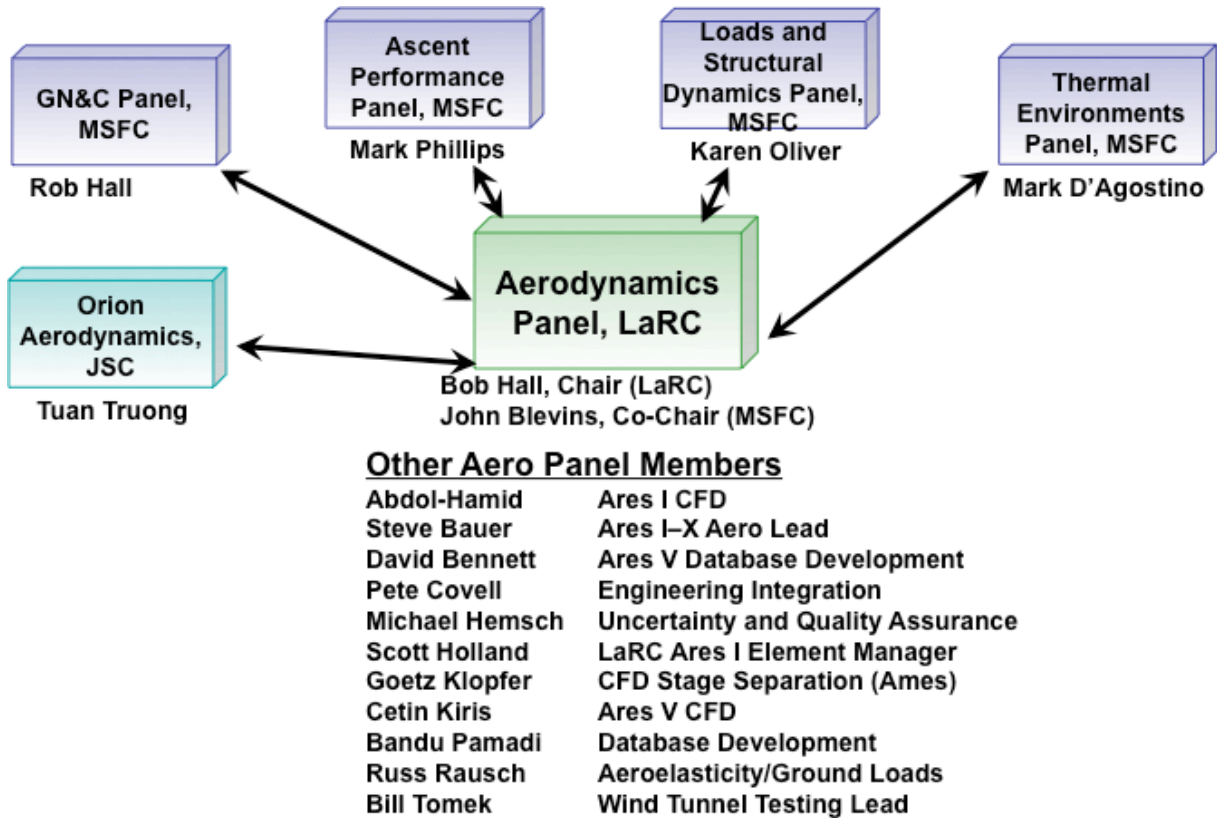 GN&C Panel,
MSFC
Rob Hall
Ascent
Performance
Panel, MSFC
Mark Phillips
Loads and
Structural
Dynamics Panel,
MSFC
Karen Oliver
Thermal
Environments
Panel, MSFC
Mark D’Agostino
Orion
Aerodynamics,
JSC
Tuan Truong
Aerodynamics
Panel, LaRC
Bob Hall, Chair (LaRC)
John Blevins, Co-Chair (MSFC)
Other Aero Panel Members
Abdol-Hamid Ares I CFD
Steve Bauer Ares I–X Aero Lead
David Bennett Ares V Database Development
Pete Covell Engineering Integration
Michael Hemsch Uncertainty and Quality Assurance
Scott Holland LaRC Ares I Element Manager
Goetz Klopfer CFD Stage Separation (Ames)
Cetin Kiris Ares V CFD
Bandu Pamadi Database Development
Russ Rausch Aeroelasticity/Ground Loads
Bill Tomek Wind Tunnel Testing Lead